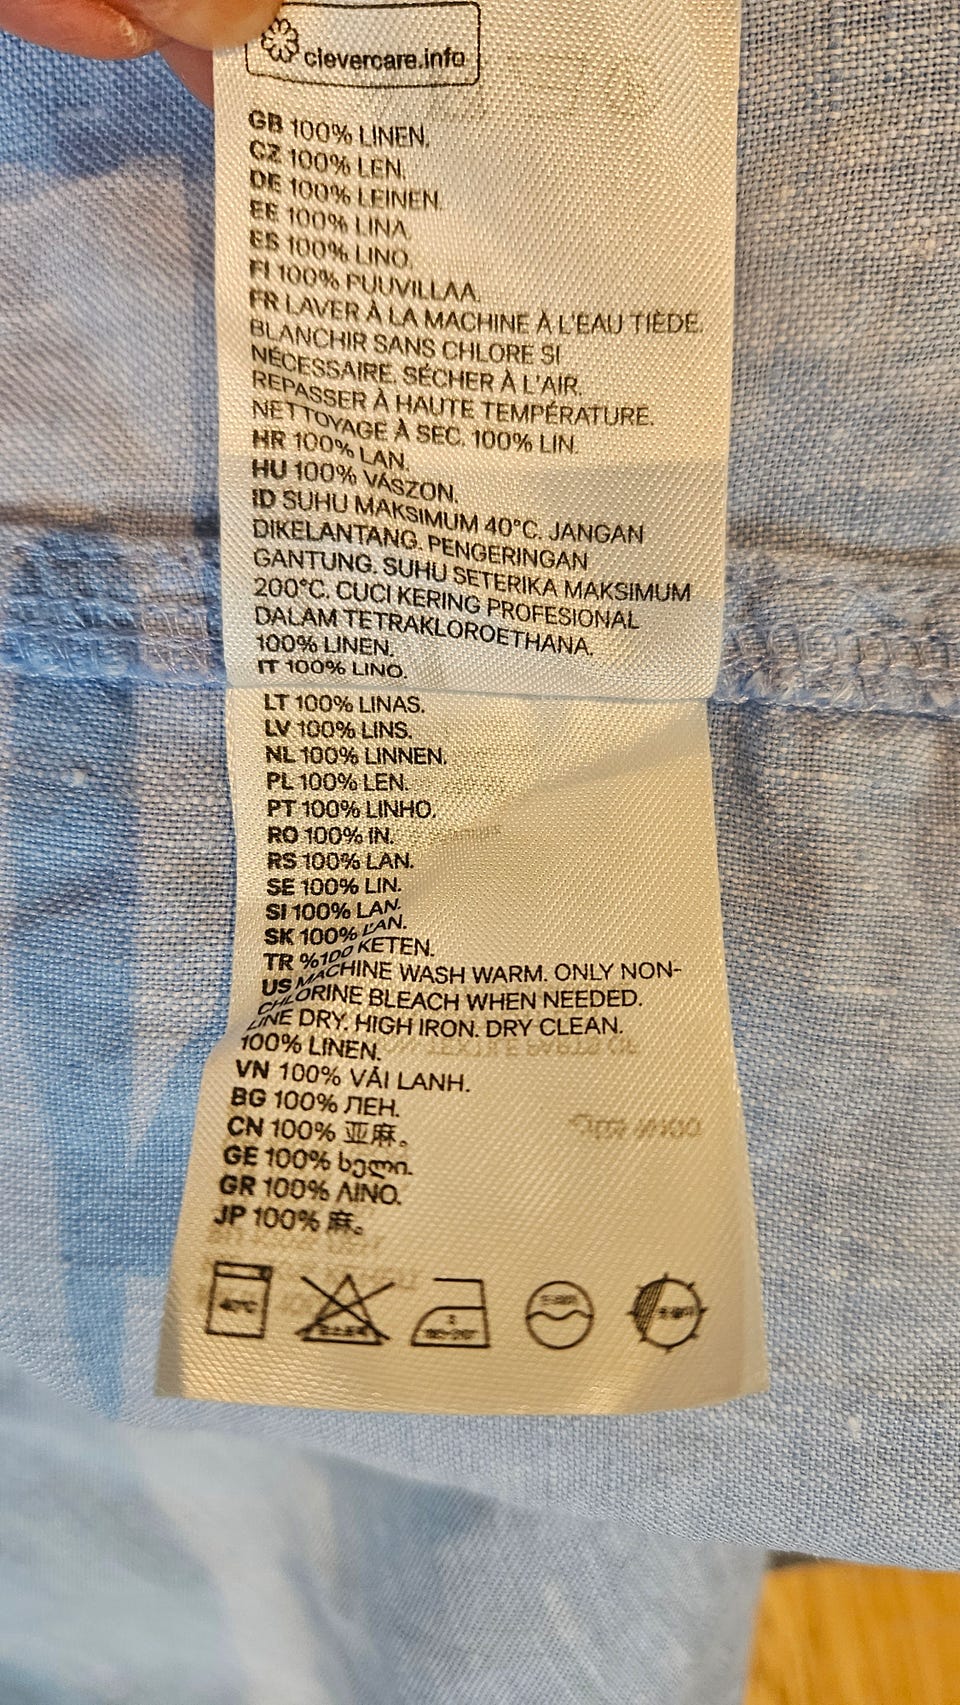 clevercare.info
GB 100% LINEN.
CZ 100% LEN.
DE 100% LEINEN.
EE 100% LINA.
ES 100% LINO.
FI 100% PUUVILLAA.
FR LAVER À LA MACHINE À L'EAU TIÈDE.
BLANCHIR SANS CHLORE SI
NÉCESSAIRE. SÉCHER À L'AIR.
REPASSER À HAUTE TEMPÉRATURE.
NETTOYAGE À SEC. 100% LIN.
HR 100% LAN.
HU 100% VÁSZON.
ID SUHU MAKSIMUM 40°C. JANGAN
DIKELANTANG. PENGERINGAN
GANTUNG. SUHU SETERIKA MAKSIMUM
200°C. CUCI KERING PROFESIONAL
DALAM TETRAKLOROETHANA.
100% LINEN.
IT 100% LINO.
LT 100% LINAS.
LV 100% LINS.
NL 100% LINNEN.
PL 100% LEN.
PT 100% LINHO.
RO 100% IN.
RS 100% LAN.
SE 100% LIN.
SI 100% LAN.
SK 100% ĽAN.
TR %100 KETEN.
US MACHINE WASH WARM. ONLY NON-
CHLORINE BLEACH WHEN NEEDED.
LINE DRY. HIGH IRON. DRY CLEAN.
100% LINEN.
VN 100% VẢI LANH.
BG 100% ЛЕН.
CN 100% 亚麻。
GE 100% სელი.
GR 100% ΛΙΝΟ.
JP 100% 麻。
40°C